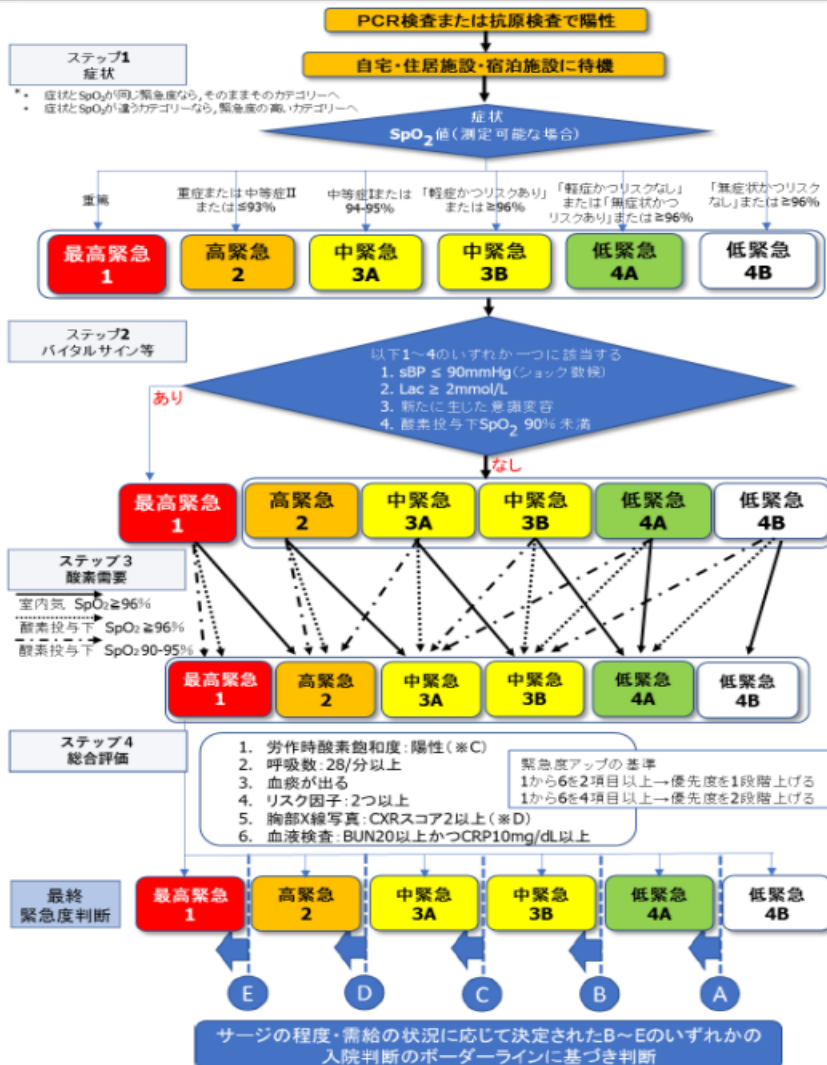 PCR検査または抗原検査で陽性
自宅・住居施設・宿泊施設に待機
ステップ1
症状
*・ 症状とSpO₂が同じ緊急度なら,そのままそのカテゴリーへ
・ 症状とSpO₂が違うカテゴリーなら,緊急度の高いカテゴリーへ
症状
SpO₂値(測定可能な場合)
重篤
重症または中等症II
または≦93%
中等症Iまたは
94-95%
「軽症かつリスクあり」
または≧96%
「軽症かつリスクなし」
または「無症状かつ
リスクあり」または≧96%
「無症状かつリスク
なし」または≧96%
最高緊急
1
高緊急
2
中緊急
3A
中緊急
3B
低緊急
4A
低緊急
4B
ステップ2
バイタルサイン等
以下1～4のいずれか一つに該当する
1. sBP ≤ 90mmHg(ショック徴候)
2. Lac ≥ 2mmol/L
3. 新たに生じた意識変容
4. 酸素投与下SpO₂ 90%未満
あり
なし
最高緊急
1
高緊急
2
中緊急
3A
中緊急
3B
低緊急
4A
低緊急
4B
ステップ3
酸素需要
室内気 SpO₂≧96%
酸素投与下 SpO₂≧96%
酸素投与下 SpO₂90-95%
最高緊急
1
高緊急
2
中緊急
3A
中緊急
3B
低緊急
4A
低緊急
4B
ステップ4
総合評価
1. 労作時酸素飽和度:陽性(※C)
2. 呼吸数:28/分以上
3. 血痰が出る
4. リスク因子:2つ以上
5. 胸部X線写真:CXRスコア2以上(※D)
6. 血液検査:BUN20以上かつCRP10mg/dL以上
緊急度アップの基準
1から6を2項目以上→優先度を1段階上げる
1から6を4項目以上→優先度を2段階上げる
最終
緊急度判断
最高緊急
1
高緊急
2
中緊急
3A
中緊急
3B
低緊急
4A
低緊急
4B
E
D
C
B
A
サージの程度・需給の状況に応じて決定されたB～Eのいずれかの
入院判断のボーダーラインに基づき判断